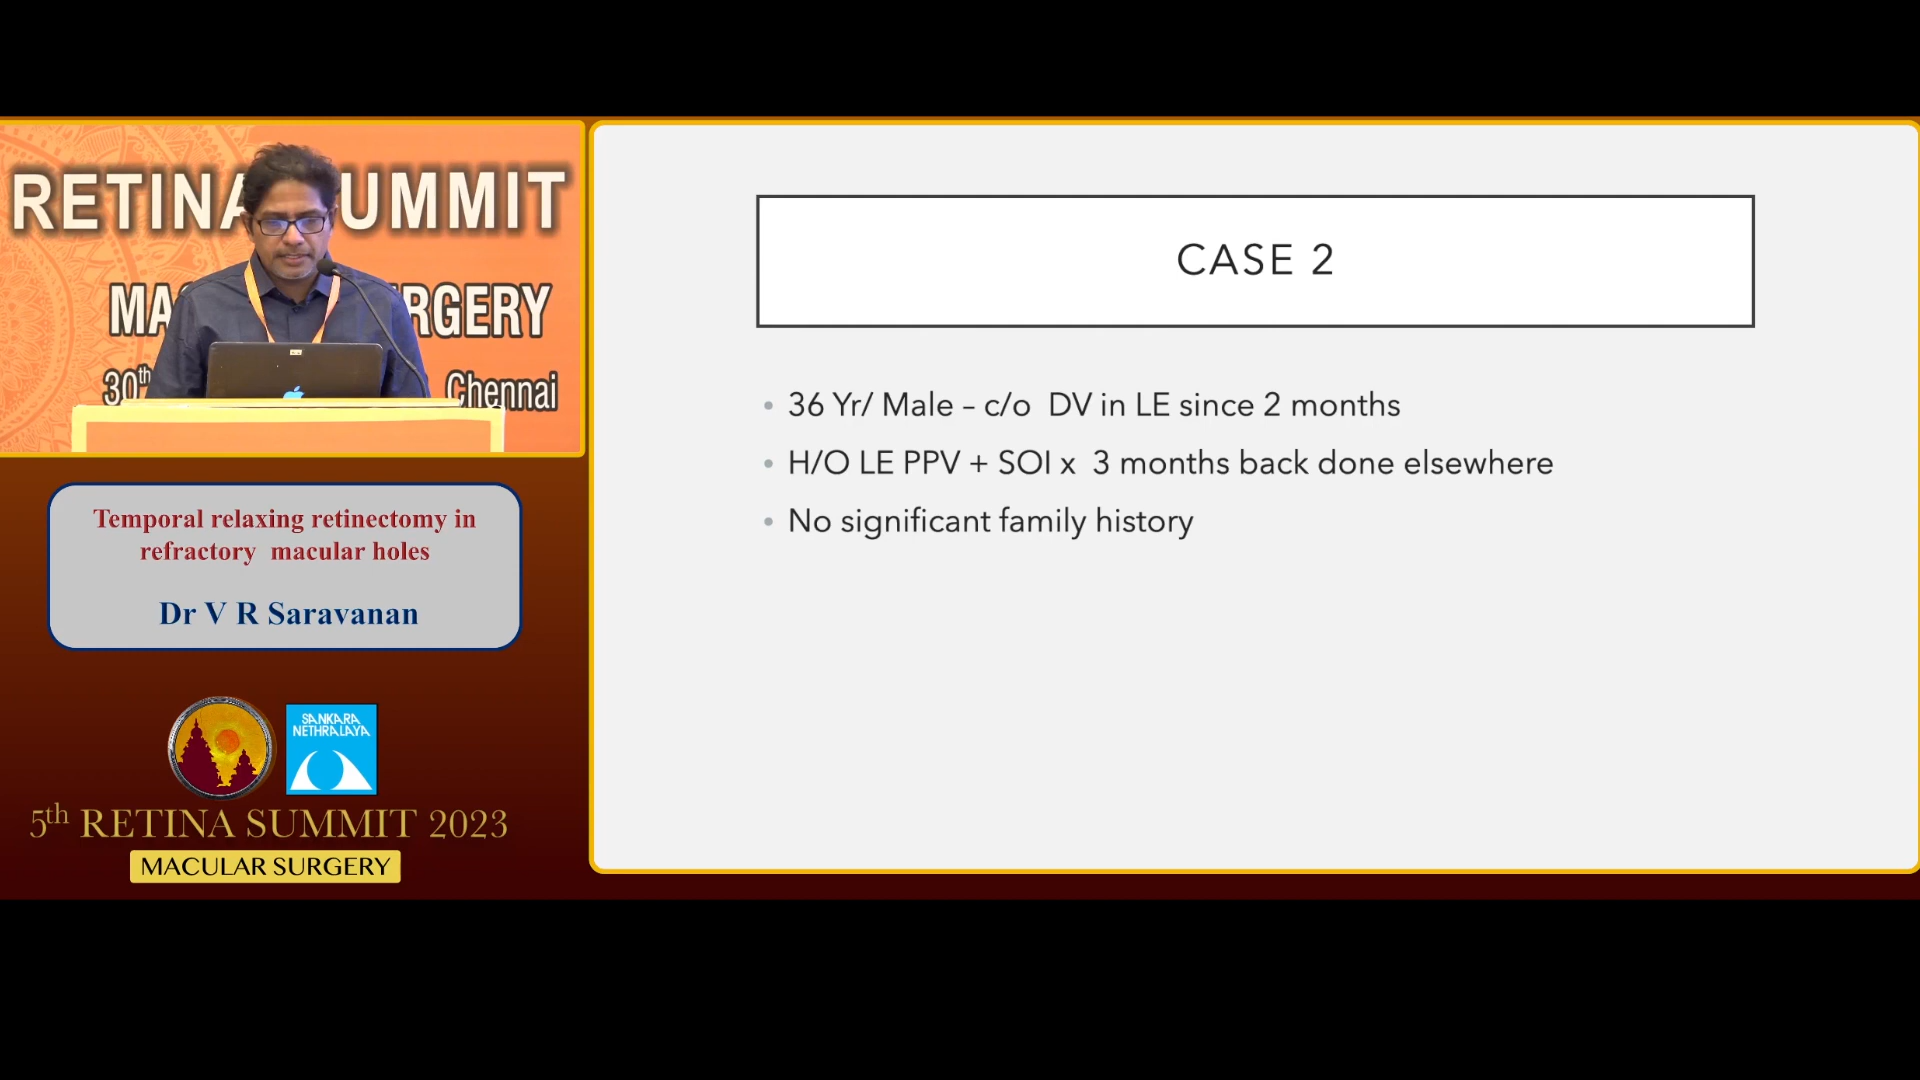 RETINA SUMMIT
MA RGERY
30th Chennai
Temporal relaxing retinectomy in
refractory macular holes
Dr V R Saravanan
SANKARA
NETHRALAYA
5th RETINA SUMMIT 2023
MACULAR SURGERY
CASE 2
• 36 Yr/ Male – c/o DV in LE since 2 months
• H/O LE PPV + SOI x 3 months back done elsewhere
• No significant family history